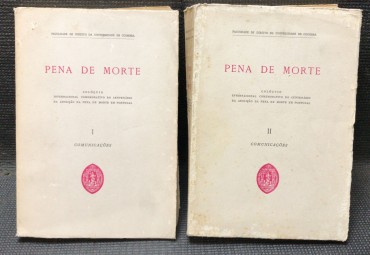 FACULDADE DE DIREITO DA UNIVERSIDADE DE COIMBRA
PENA DE MORTE
COLÓQUIO
INTERNACIONAL COMEMORATIVO DO CENTENÁRIO
DA ABOLIÇÃO DA PENA DE MORTE EM PORTUGAL
I
COMUNICAÇÕES
FACULDADE DE DIREITO DA UNIVERSIDADE DE COIMBRA
PENA DE MORTE
COLÓQUIO
INTERNACIONAL COMEMORATIVO DO CENTENÁRIO
DA ABOLIÇÃO DA PENA DE MORTE EM PORTUGAL
II
COMUNICAÇÕES